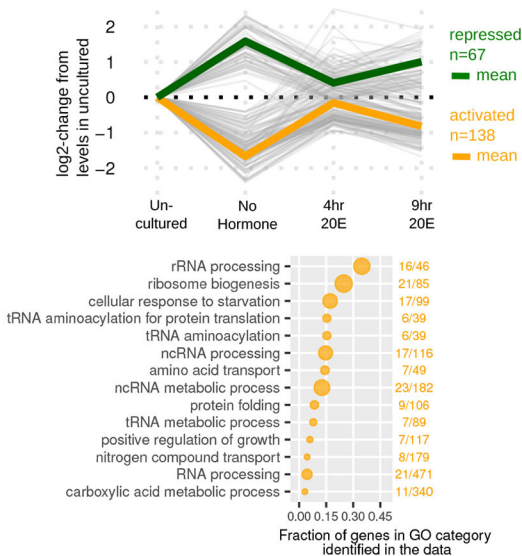 log2-change from
levels in uncultured
2
1
0
−1
−2
Un-
cultured
No
Hormone
4hr
20E
9hr
20E
repressed
n=67
mean
activated
n=138
mean
rRNA processing 16/46
ribosome biogenesis 21/85
cellular response to starvation 17/99
tRNA aminoacylation for protein translation 6/39
tRNA aminoacylation 6/39
ncRNA processing 17/116
amino acid transport 7/49
ncRNA metabolic process 23/182
protein folding 9/106
tRNA metabolic process 7/89
positive regulation of growth 7/117
nitrogen compound transport 8/179
RNA processing 21/471
carboxylic acid metabolic process 11/340
0.00 0.15 0.30 0.45
Fraction of genes in GO category
identified in the data